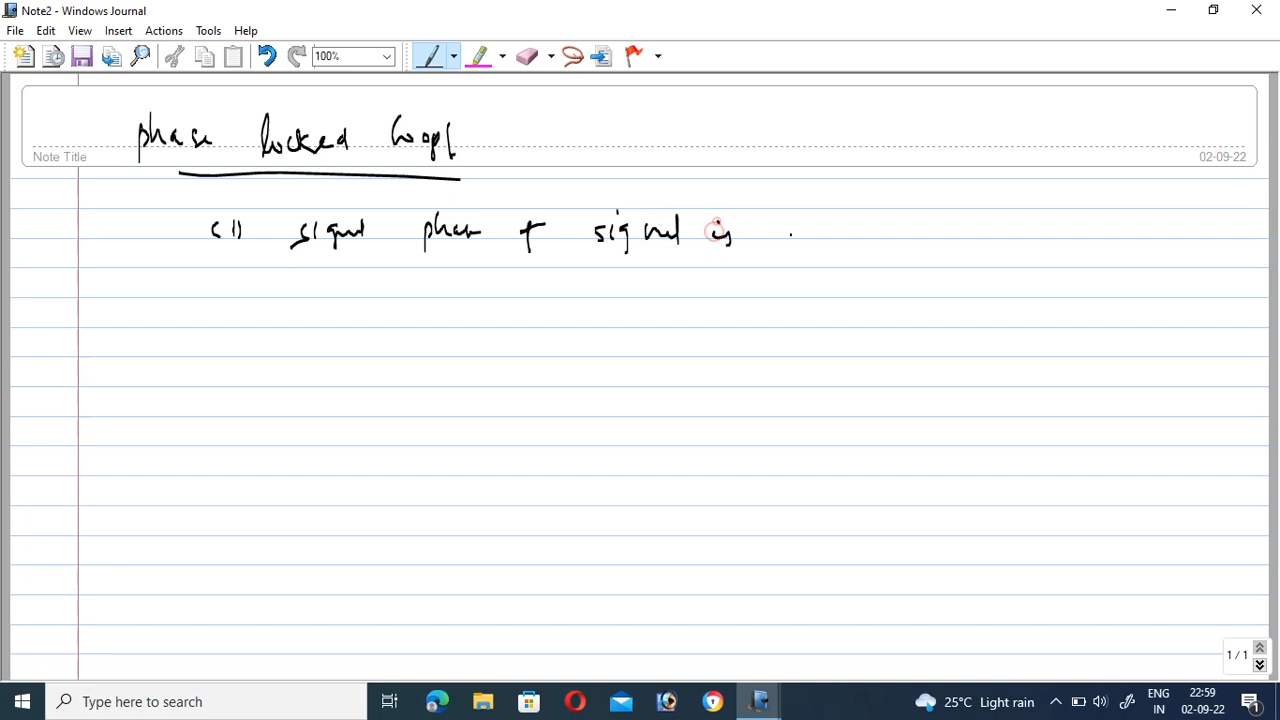 Note2 - Windows Journal
File Edit View Insert Actions Tools Help
100%
phase locked loop
Note Title
02-09-22
(1) signal phase + signal is
1 / 1
Type here to search
25°C Light rain
ENG
IN
22:59
02-09-22
1